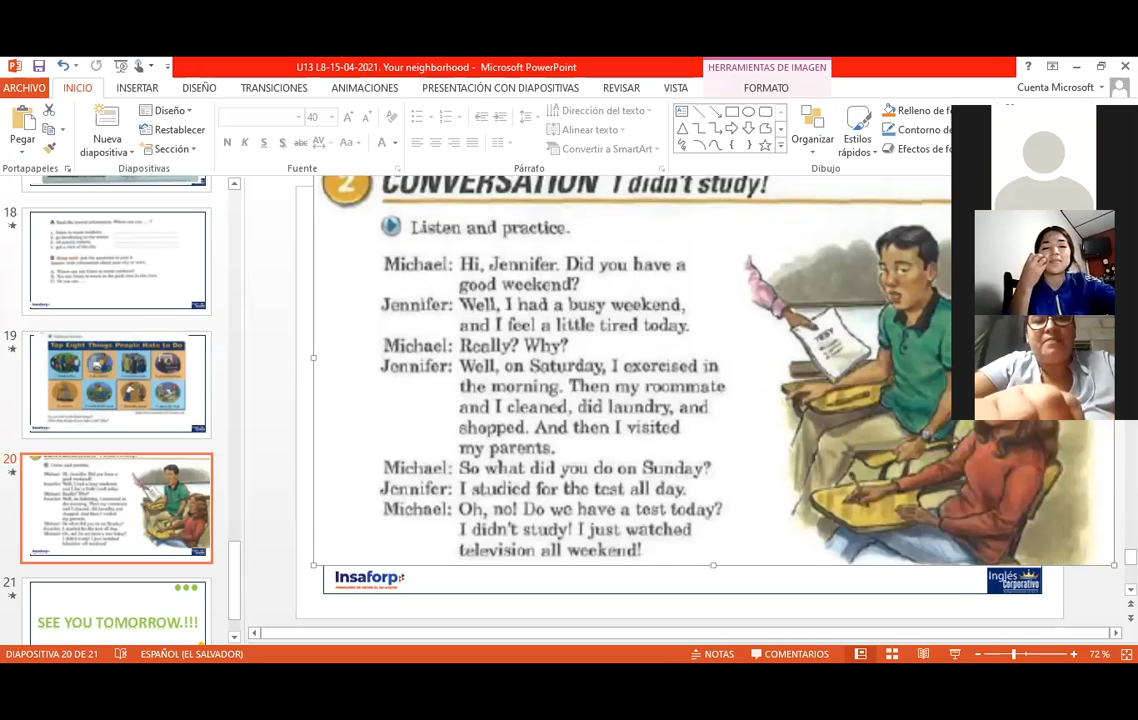 U13 L8-15-04-2021. Your neighborhood - Microsoft PowerPoint
HERRAMIENTAS DE IMAGEN
ARCHIVO INICIO INSERTAR DISEÑO TRANSICIONES ANIMACIONES PRESENTACIÓN CON DIAPOSITIVAS REVISAR VISTA FORMATO
Cuenta Microsoft
Pegar
Nueva
diapositiva
Diseño
Restablecer
Sección
40
N K S S abc AV Aa A
Dirección del texto
Alinear texto
Convertir a SmartArt
Organizar
Estilos
rápidos
Relleno de
Contorno de
Efectos de
Portapapeles Diapositivas Fuente Párrafo Dibujo
18
19
Top Eight Things People Hate to Do
20
21
SEE YOU TOMORROW.!!!
2 CONVERSATION I didn't study!
Listen and practice.
Michael: Hi, Jennifer. Did you have a
good weekend?
Jennifer: Well, I had a busy weekend,
and I feel a little tired today.
Michael: Really? Why?
Jennifer: Well, on Saturday, I exercised in
the morning. Then my roommate
and I cleaned, did laundry, and
shopped. And then I visited
my parents.
Michael: So what did you do on Sunday?
Jennifer: I studied for the test all day.
Michael: Oh, no! Do we have a test today?
I didn't study! I just watched
television all weekend!
TEST
Insaforp
Inglés
Corporativo
DIAPOSITIVA 20 DE 21 ESPAÑOL (EL SALVADOR) NOTAS COMENTARIOS 72 %